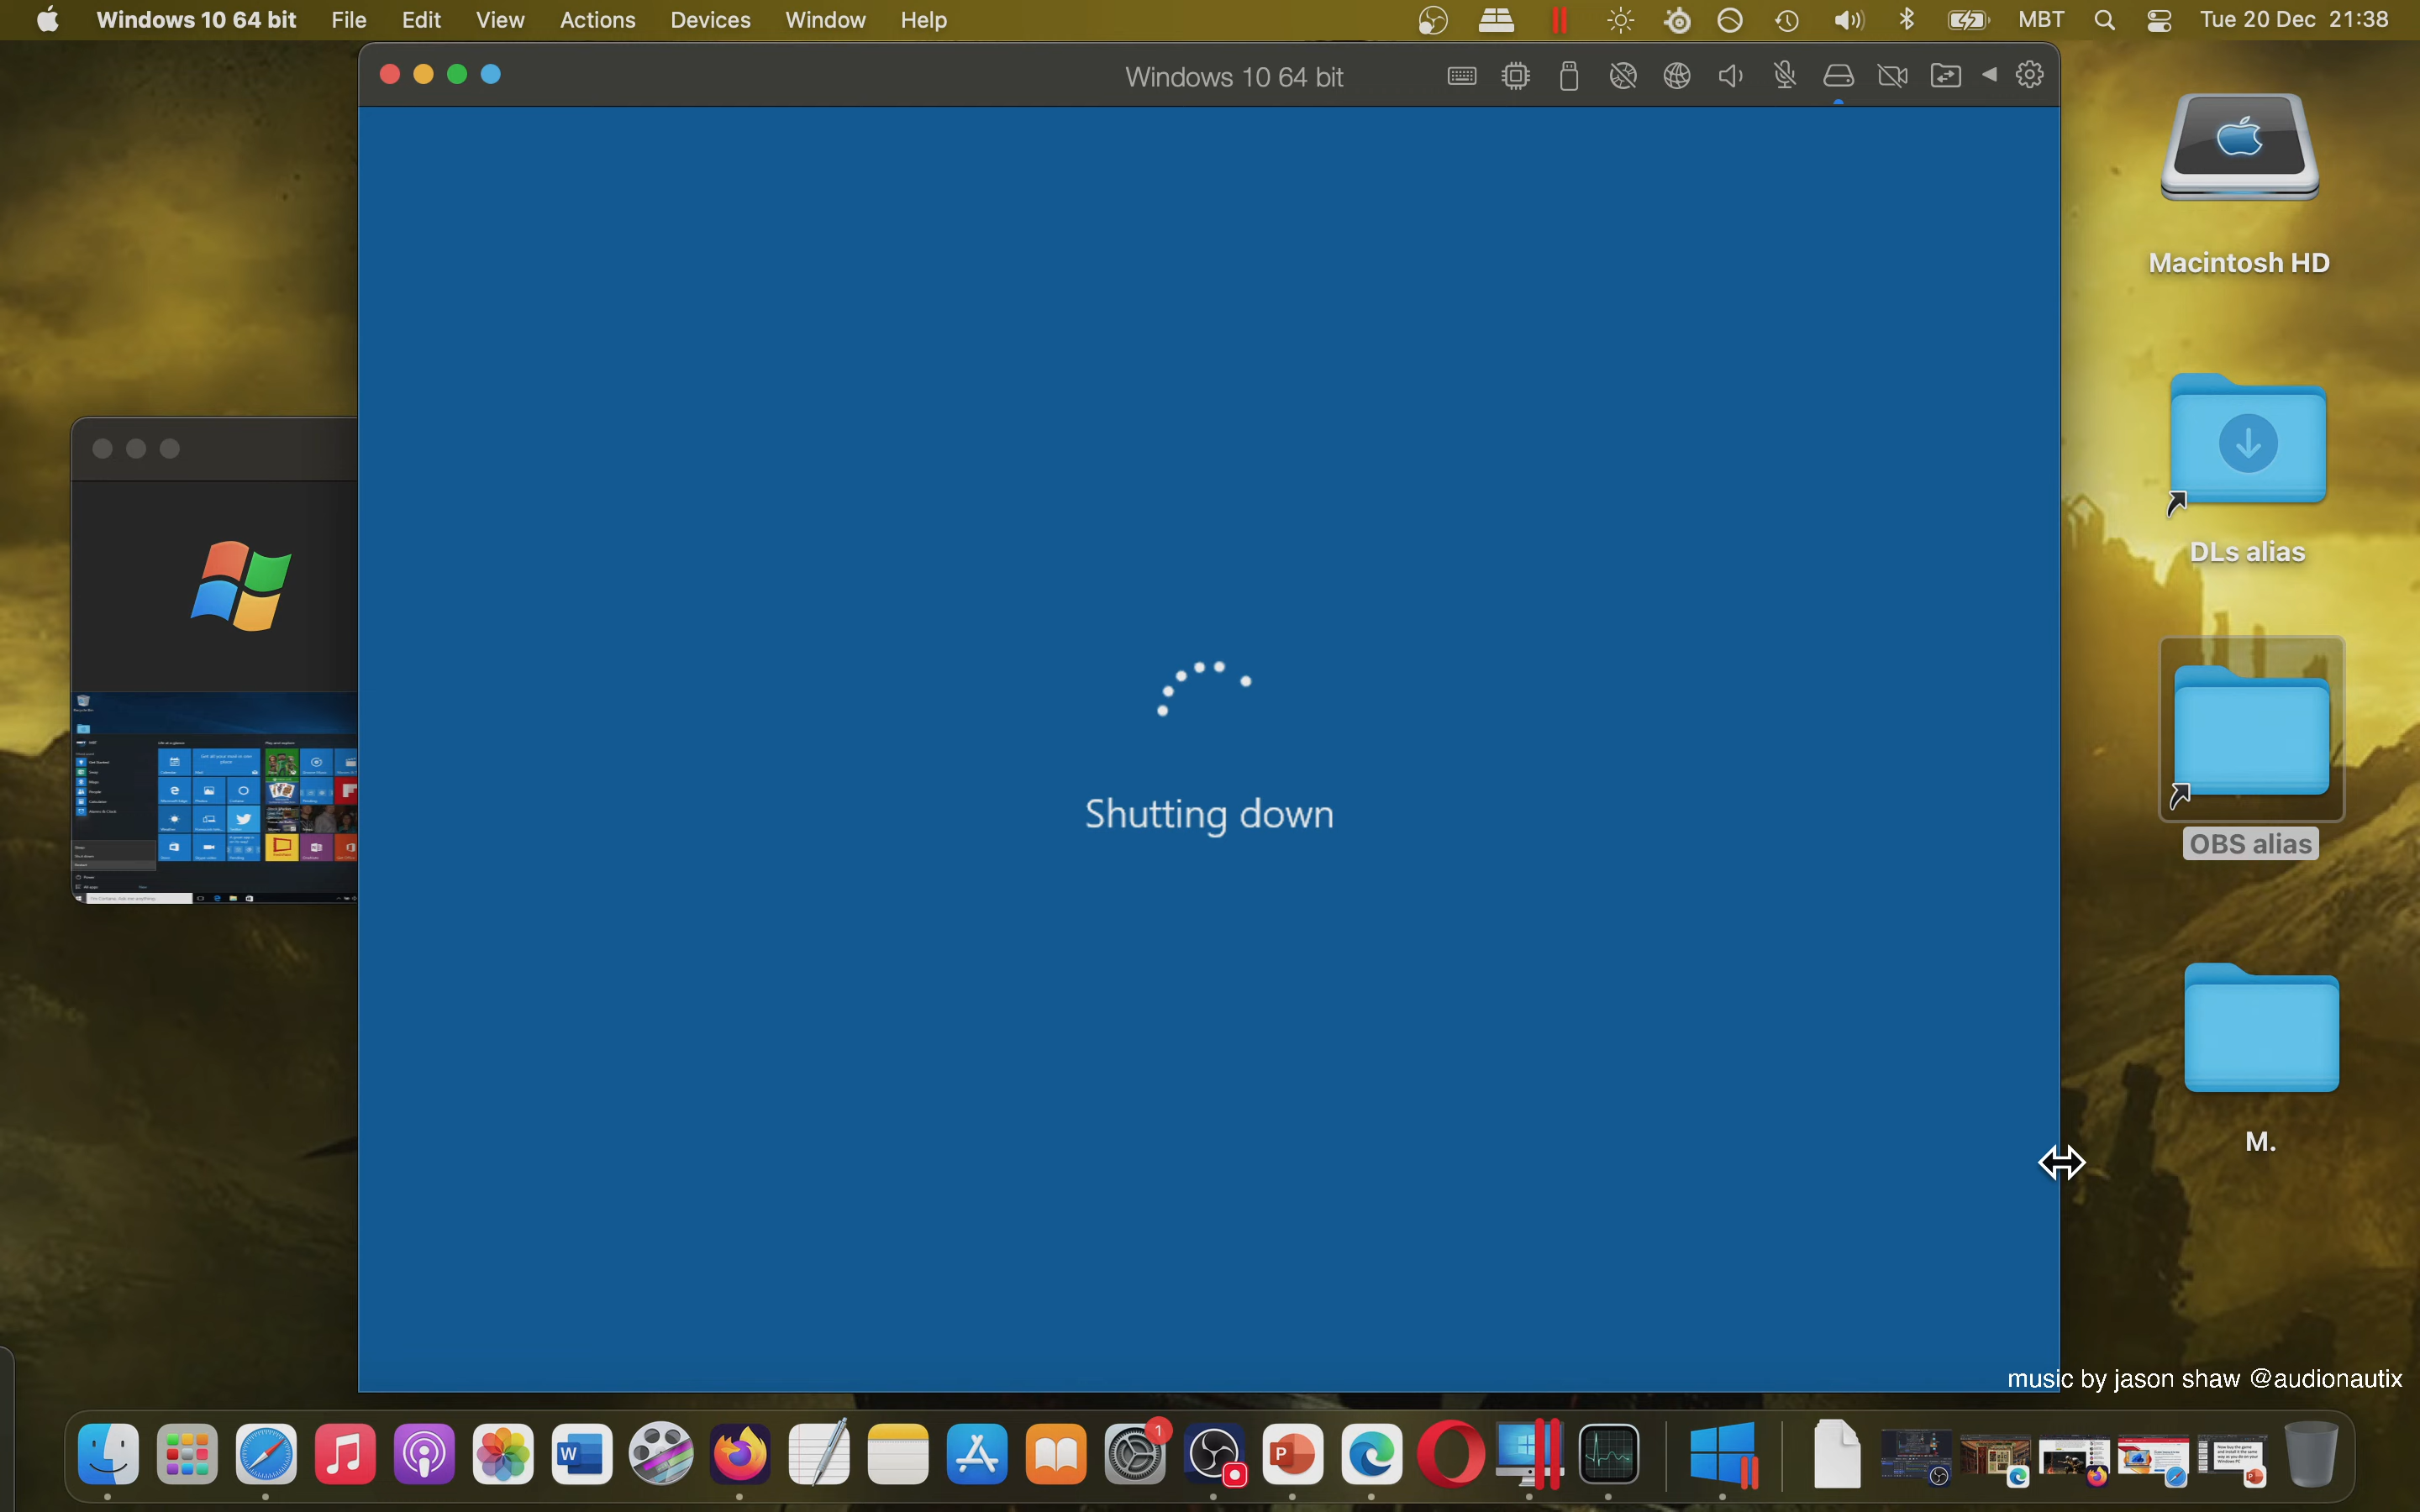 Windows 10 64 bit File Edit View Actions Devices Window Help MBT Tue 20 Dec 21:38
Windows 10 64 bit
Macintosh HD
DLs alias
Shutting down
OBS alias
M.
music by jason shaw @audionautix
1
W
P